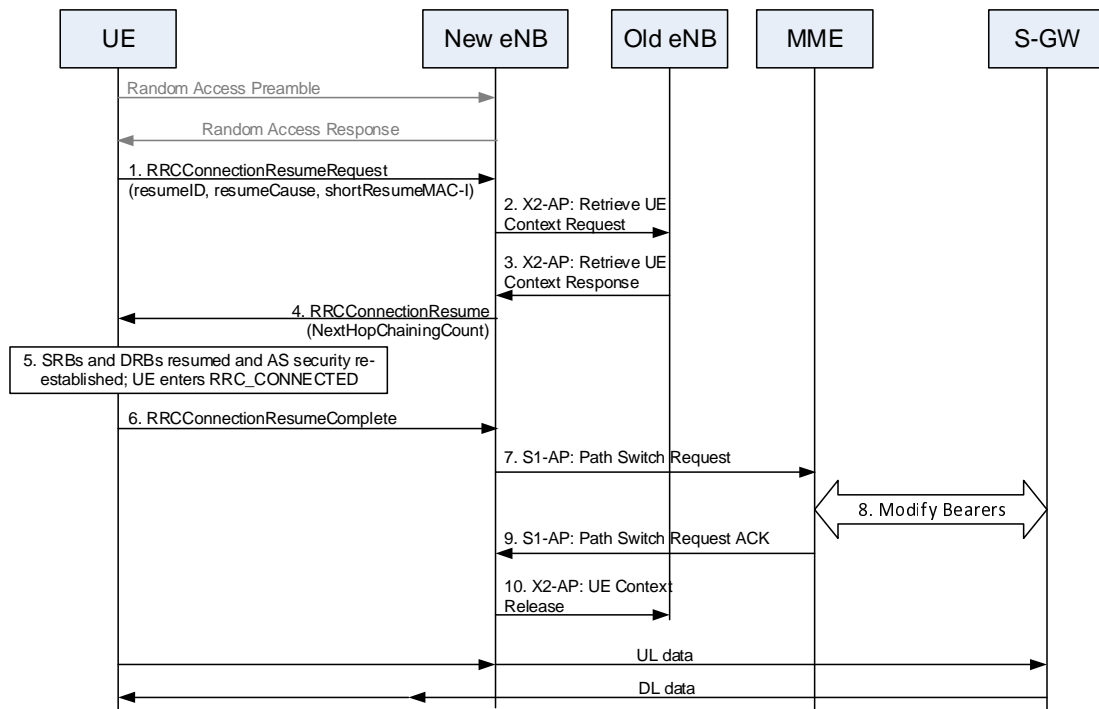 UE
New eNB
Old eNB
MME
S-GW
Random Access Preamble
Random Access Response
1. RRCConnectionResumeRequest
(resumeID, resumeCause, shortResumeMAC-I)
2. X2-AP: Retrieve UE
Context Request
3. X2-AP: Retrieve UE
Context Response
4. RRCConnectionResume
(NextHopChainingCount)
5. SRBs and DRBs resumed and AS security re-
established; UE enters RRC_CONNECTED
6. RRCConnectionResumeComplete
7. S1-AP: Path Switch Request
8. Modify Bearers
9. S1-AP: Path Switch Request ACK
10. X2-AP: UE Context
Release
UL data
DL data